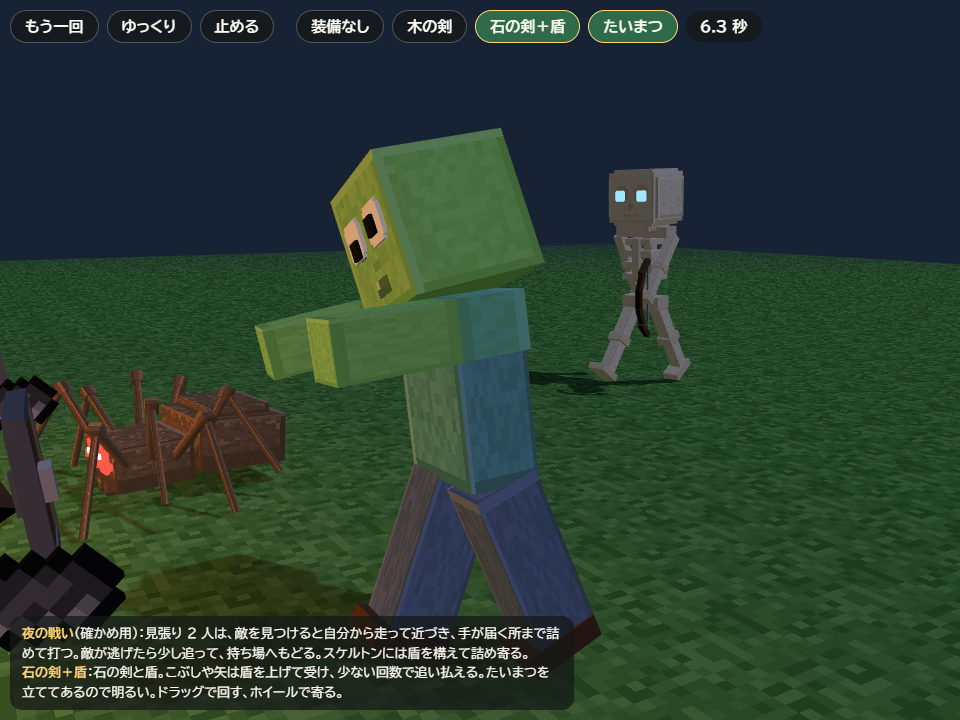 もう一回 ゆっくり 止める 装備なし 木の剣 石の剣＋盾 たいまつ 6.3 秒
夜の戦い(確かめ用)：見張り 2 人は、敵を見つけると自分から走って近づき、手が届く所まで詰
めて打つ。敵が逃げたら少し追って、持ち場へもどる。スケルトンには盾を構えて詰め寄る。
石の剣＋盾：石の剣と盾。こぶしや矢は盾を上げて受け、少ない回数で追い払える。たいまつを
立ててあるので明るい。ドラッグで回す、ホイールで寄る。